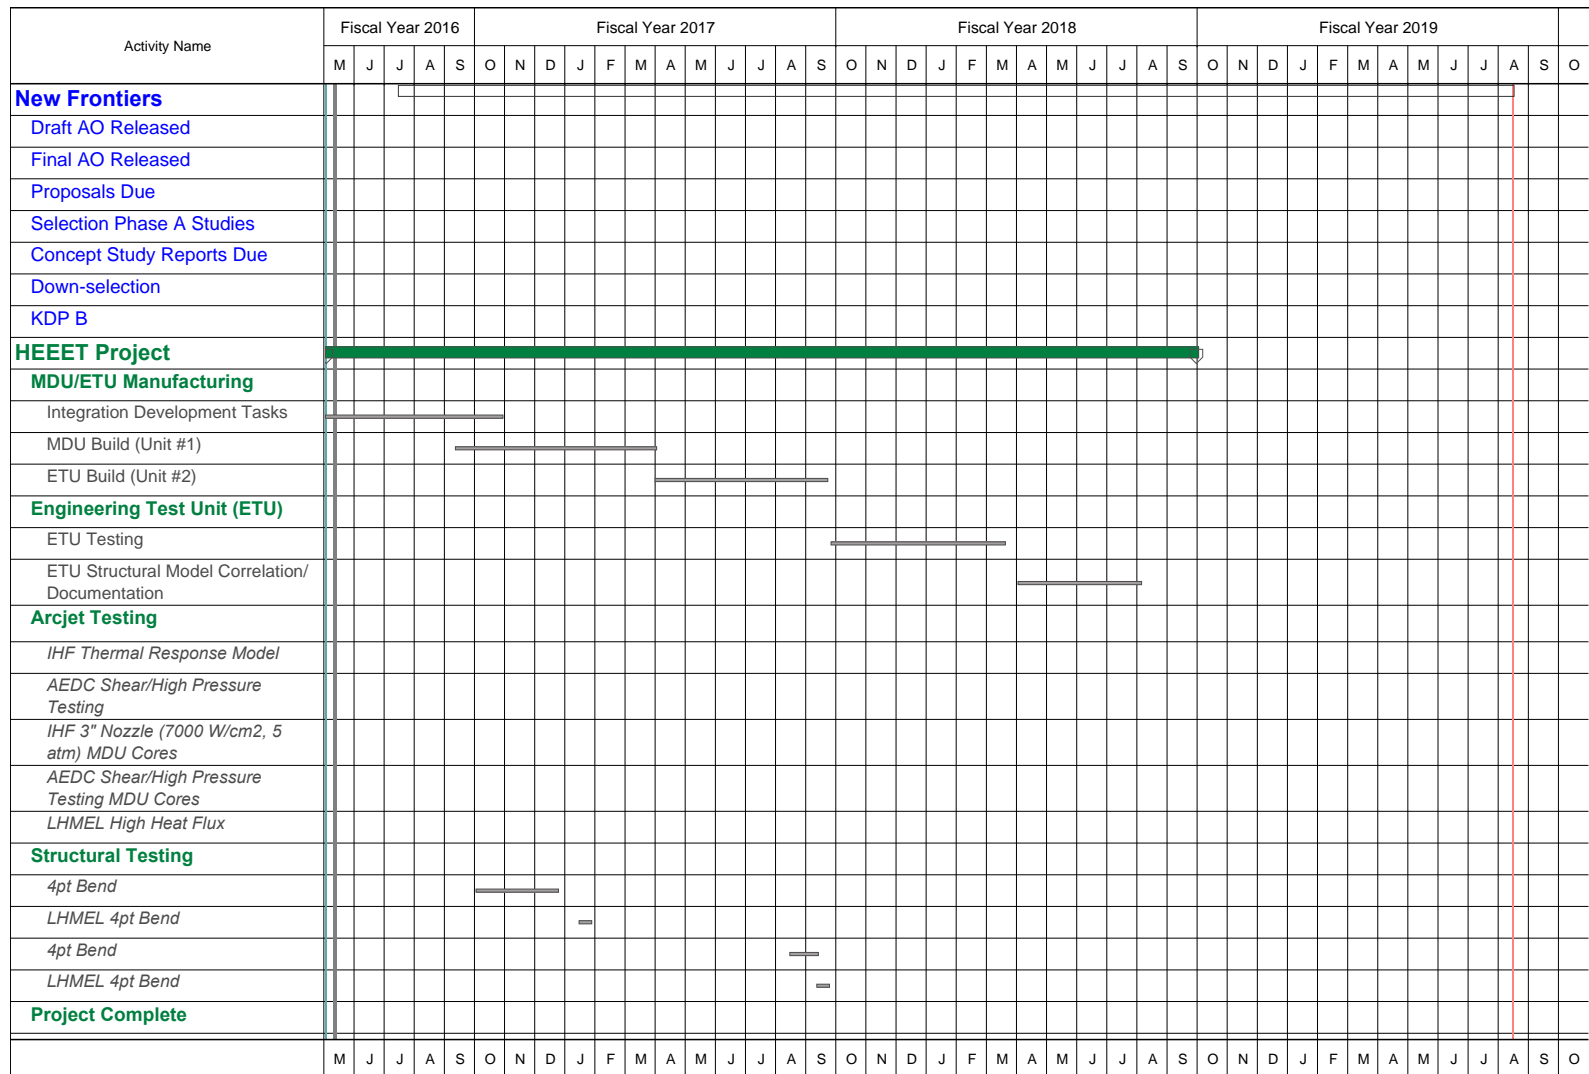 Activity Name
Fiscal Year 2016 Fiscal Year 2017 Fiscal Year 2018 Fiscal Year 2019
M J J A S O N D J F M A M J J A S O N D J F M A M J J A S O N D J F M A M J J A S O
New Frontiers
Draft AO Released
Final AO Released
Proposals Due
Selection Phase A Studies
Concept Study Reports Due
Down-selection
KDP B
HEEET Project
MDU/ETU Manufacturing
Integration Development Tasks
MDU Build (Unit #1)
ETU Build (Unit #2)
Engineering Test Unit (ETU)
ETU Testing
ETU Structural Model Correlation/
Documentation
Arcjet Testing
IHF Thermal Response Model
AEDC Shear/High Pressure
Testing
IHF 3" Nozzle (7000 W/cm2, 5
atm) MDU Cores
AEDC Shear/High Pressure
Testing MDU Cores
LHMEL High Heat Flux
Structural Testing
4pt Bend
LHMEL 4pt Bend
4pt Bend
LHMEL 4pt Bend
Project Complete
M J J A S O N D J F M A M J J A S O N D J F M A M J J A S O N D J F M A M J J A S O